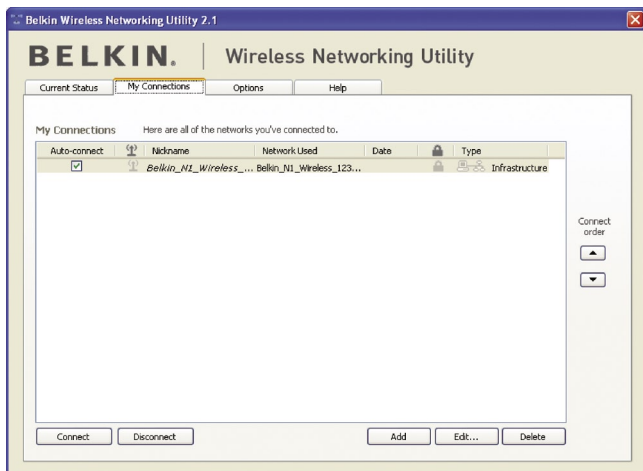 Belkin Wireless Networking Utility 2.1
BELKIN. Wireless Networking Utility
Current Status My Connections Options Help
My Connections Here are all of the networks you've connected to.
Auto-connect Nickname Network Used Date Type
Belkin_N1_Wireless_... Belkin_N1_Wireless_123... Infrastructure
Connect
order
Connect Disconnect Add Edit... Delete